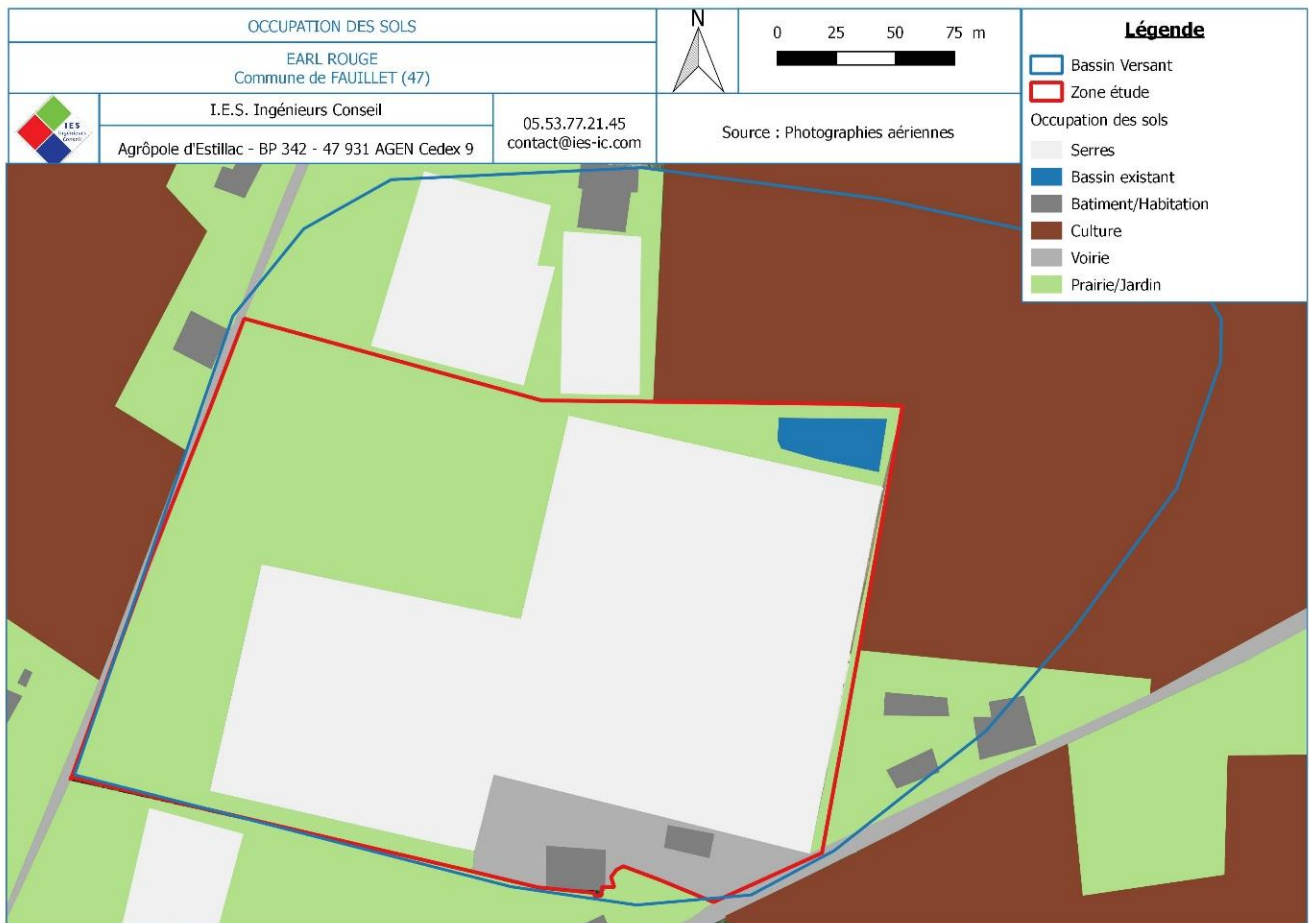 OCCUPATION DES SOLS
EARL ROUGE
Commune de FAUILLET (47)
IES
Ingénieurs
Conseil
I.E.S. Ingénieurs Conseil
Agrôpole d'Estillac - BP 342 - 47 931 AGEN Cedex 9
05.53.77.21.45
contact@ies-ic.com
N
0 25 50 75 m
Source : Photographies aériennes
Légende
Bassin Versant
Zone étude
Occupation des sols
Serres
Bassin existant
Batiment/Habitation
Culture
Voirie
Prairie/Jardin